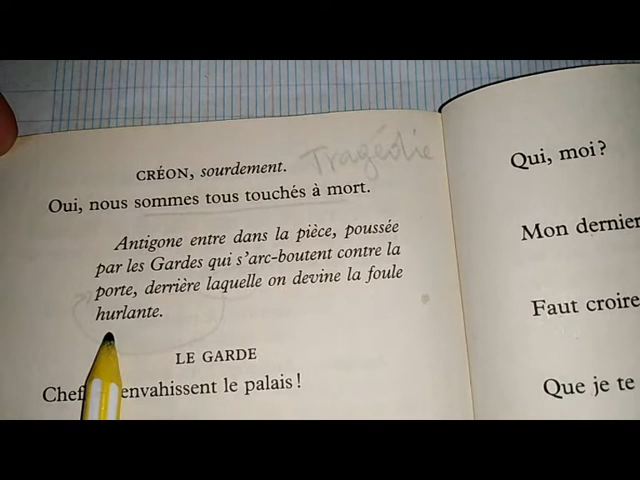 Tragédie
CRÉON, sourdement.
Oui, nous sommes tous touchés à mort.
Antigone entre dans la pièce, poussée
par les Gardes qui s'arc-boutent contre la
porte, derrière laquelle on devine la foule
hurlante.
LE GARDE
Chef envahissent le palais !
Qui, moi ?
Mon dernier
Faut croire
Que je te